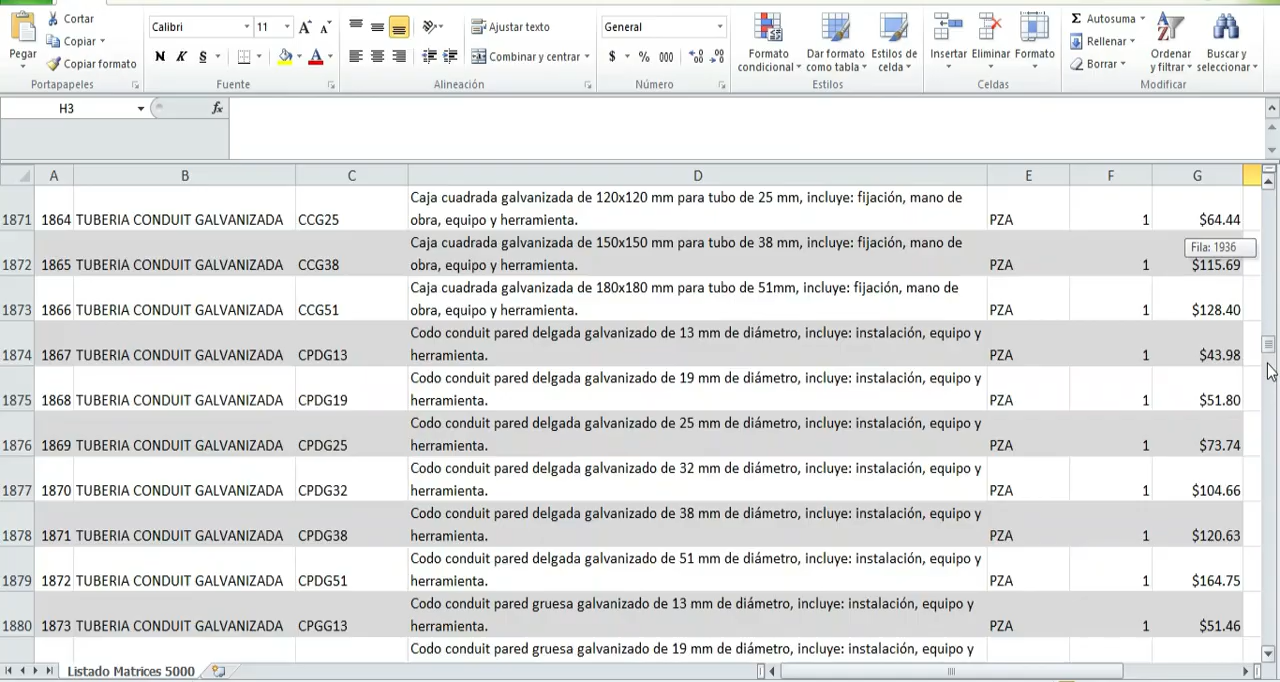 Cortar
Copiar
Copiar formato
Pegar
Portapapeles
Calibri 11
N K S A
Fuente
Ajustar texto
Combinar y centrar
Alineación
General
$ % 000
Número
Formato condicional
Dar formato como tabla
Estilos de celda
Estilos
Insertar Eliminar Formato
Celdas
Σ Autosuma
Rellenar
Borrar
Ordenar y filtrar
Buscar y seleccionar
Modificar
H3 fx
A B C D E F G
1871 1864 TUBERIA CONDUIT GALVANIZADA CCG25 Caja cuadrada galvanizada de 120x120 mm para tubo de 25 mm, incluye: fijación, mano de
obra, equipo y herramienta. PZA 1 $64.44
Fila: 1936
1872 1865 TUBERIA CONDUIT GALVANIZADA CCG38 Caja cuadrada galvanizada de 150x150 mm para tubo de 38 mm, incluye: fijación, mano de
obra, equipo y herramienta. PZA 1 $115.69
1873 1866 TUBERIA CONDUIT GALVANIZADA CCG51 Caja cuadrada galvanizada de 180x180 mm para tubo de 51mm, incluye: fijación, mano de
obra, equipo y herramienta. PZA 1 $128.40
1874 1867 TUBERIA CONDUIT GALVANIZADA CPDG13 Codo conduit pared delgada galvanizado de 13 mm de diámetro, incluye: instalación, equipo y
herramienta. PZA 1 $43.98
1875 1868 TUBERIA CONDUIT GALVANIZADA CPDG19 Codo conduit pared delgada galvanizado de 19 mm de diámetro, incluye: instalación, equipo y
herramienta. PZA 1 $51.80
1876 1869 TUBERIA CONDUIT GALVANIZADA CPDG25 Codo conduit pared delgada galvanizado de 25 mm de diámetro, incluye: instalación, equipo y
herramienta. PZA 1 $73.74
1877 1870 TUBERIA CONDUIT GALVANIZADA CPDG32 Codo conduit pared delgada galvanizado de 32 mm de diámetro, incluye: instalación, equipo y
herramienta. PZA 1 $104.66
1878 1871 TUBERIA CONDUIT GALVANIZADA CPDG38 Codo conduit pared delgada galvanizado de 38 mm de diámetro, incluye: instalación, equipo y
herramienta. PZA 1 $120.63
1879 1872 TUBERIA CONDUIT GALVANIZADA CPDG51 Codo conduit pared delgada galvanizado de 51 mm de diámetro, incluye: instalación, equipo y
herramienta. PZA 1 $164.75
1880 1873 TUBERIA CONDUIT GALVANIZADA CPGG13 Codo conduit pared gruesa galvanizado de 13 mm de diámetro, incluye: instalación, equipo y
herramienta. PZA 1 $51.46
Codo conduit pared gruesa galvanizado de 19 mm de diámetro, incluye: instalación, equipo y
Listado Matrices 5000